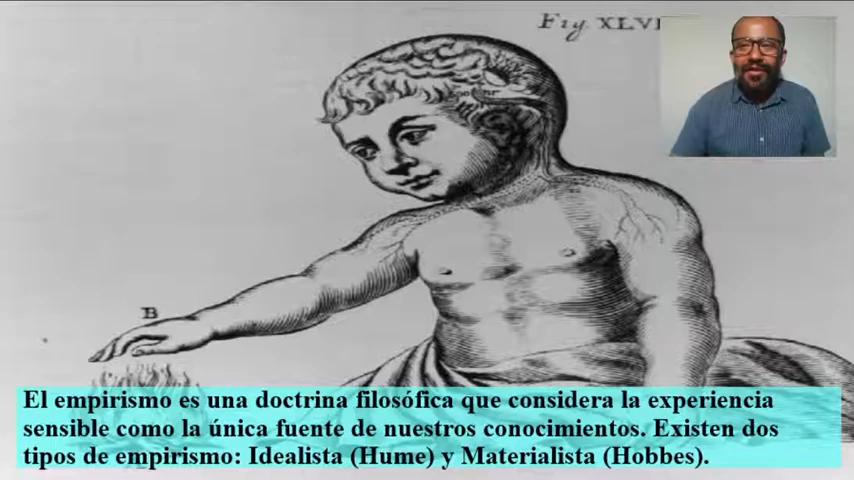 Fig XLVI
B
El empirismo es una doctrina filosófica que considera la experiencia
sensible como la única fuente de nuestros conocimientos. Existen dos
tipos de empirismo: Idealista (Hume) y Materialista (Hobbes).